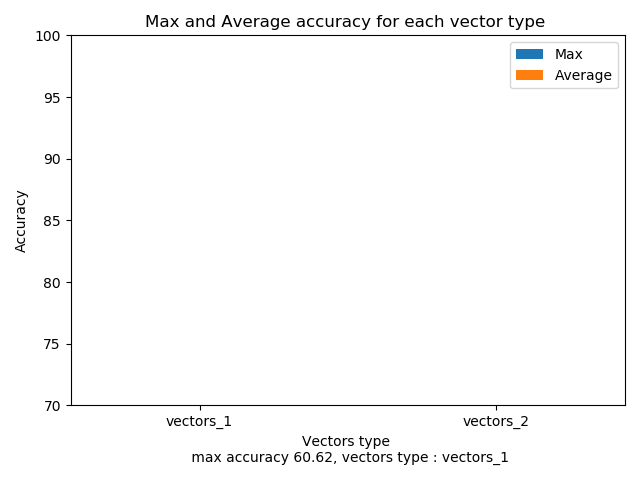 Max and Average accuracy for each vector type
Max
Average
100
95
90
85
80
75
70
Accuracy
vectors_1
vectors_2
Vectors type
max accuracy 60.62, vectors type : vectors_1